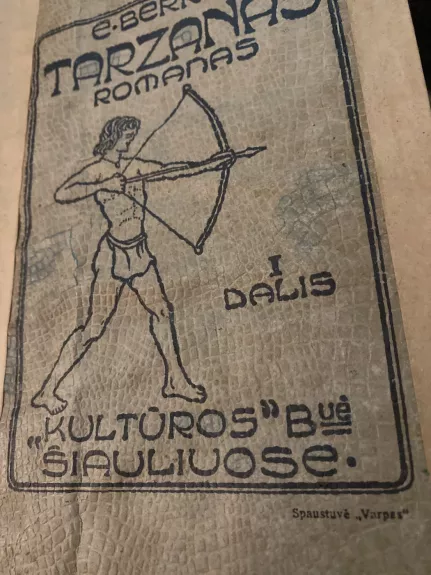 TARZANAS
ROMANAS
I
DALIS
„KULTŪROS” Bvė
ŠIAULIUOSE.
Spaustuvė „Varpas”